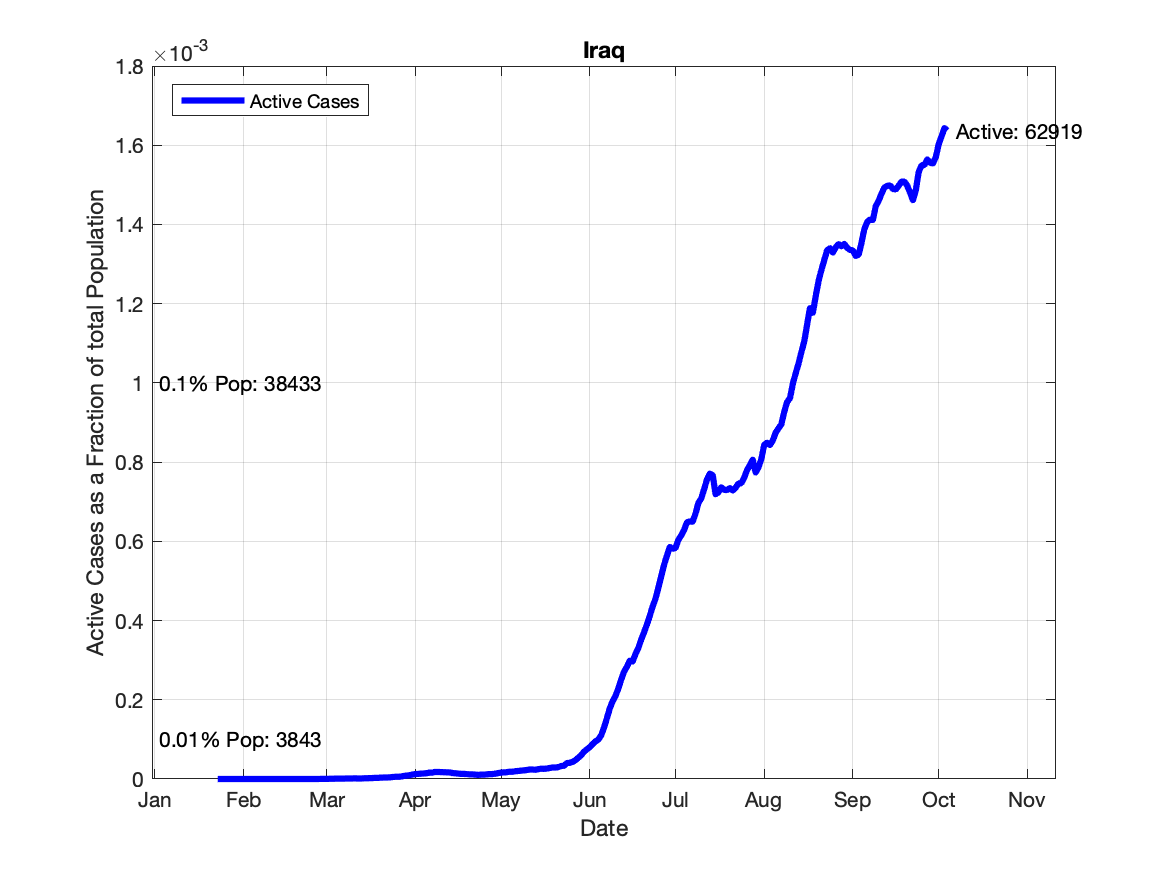 Iraq
×10-3
1.8
1.6
1.4
1.2
1
0.8
0.6
0.4
0.2
0
Active Cases
Active: 62919
0.1% Pop: 38433
0.01% Pop: 3843
Active Cases as a Fraction of total Population
Jan Feb Mar Apr May Jun Jul Aug Sep Oct Nov
Date